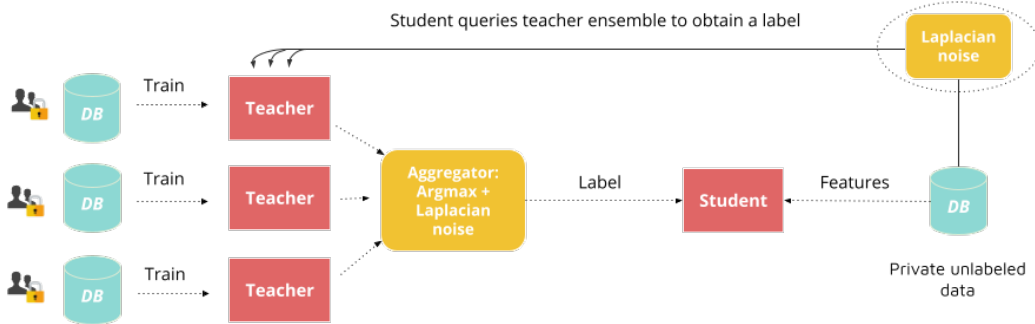 Student queries teacher ensemble to obtain a label
Laplacian
noise
Train
DB
Teacher
Train
DB
Teacher
Aggregator:
Argmax +
Laplacian
noise
Label
Student
Features
DB
Private unlabeled
data
Train
DB
Teacher